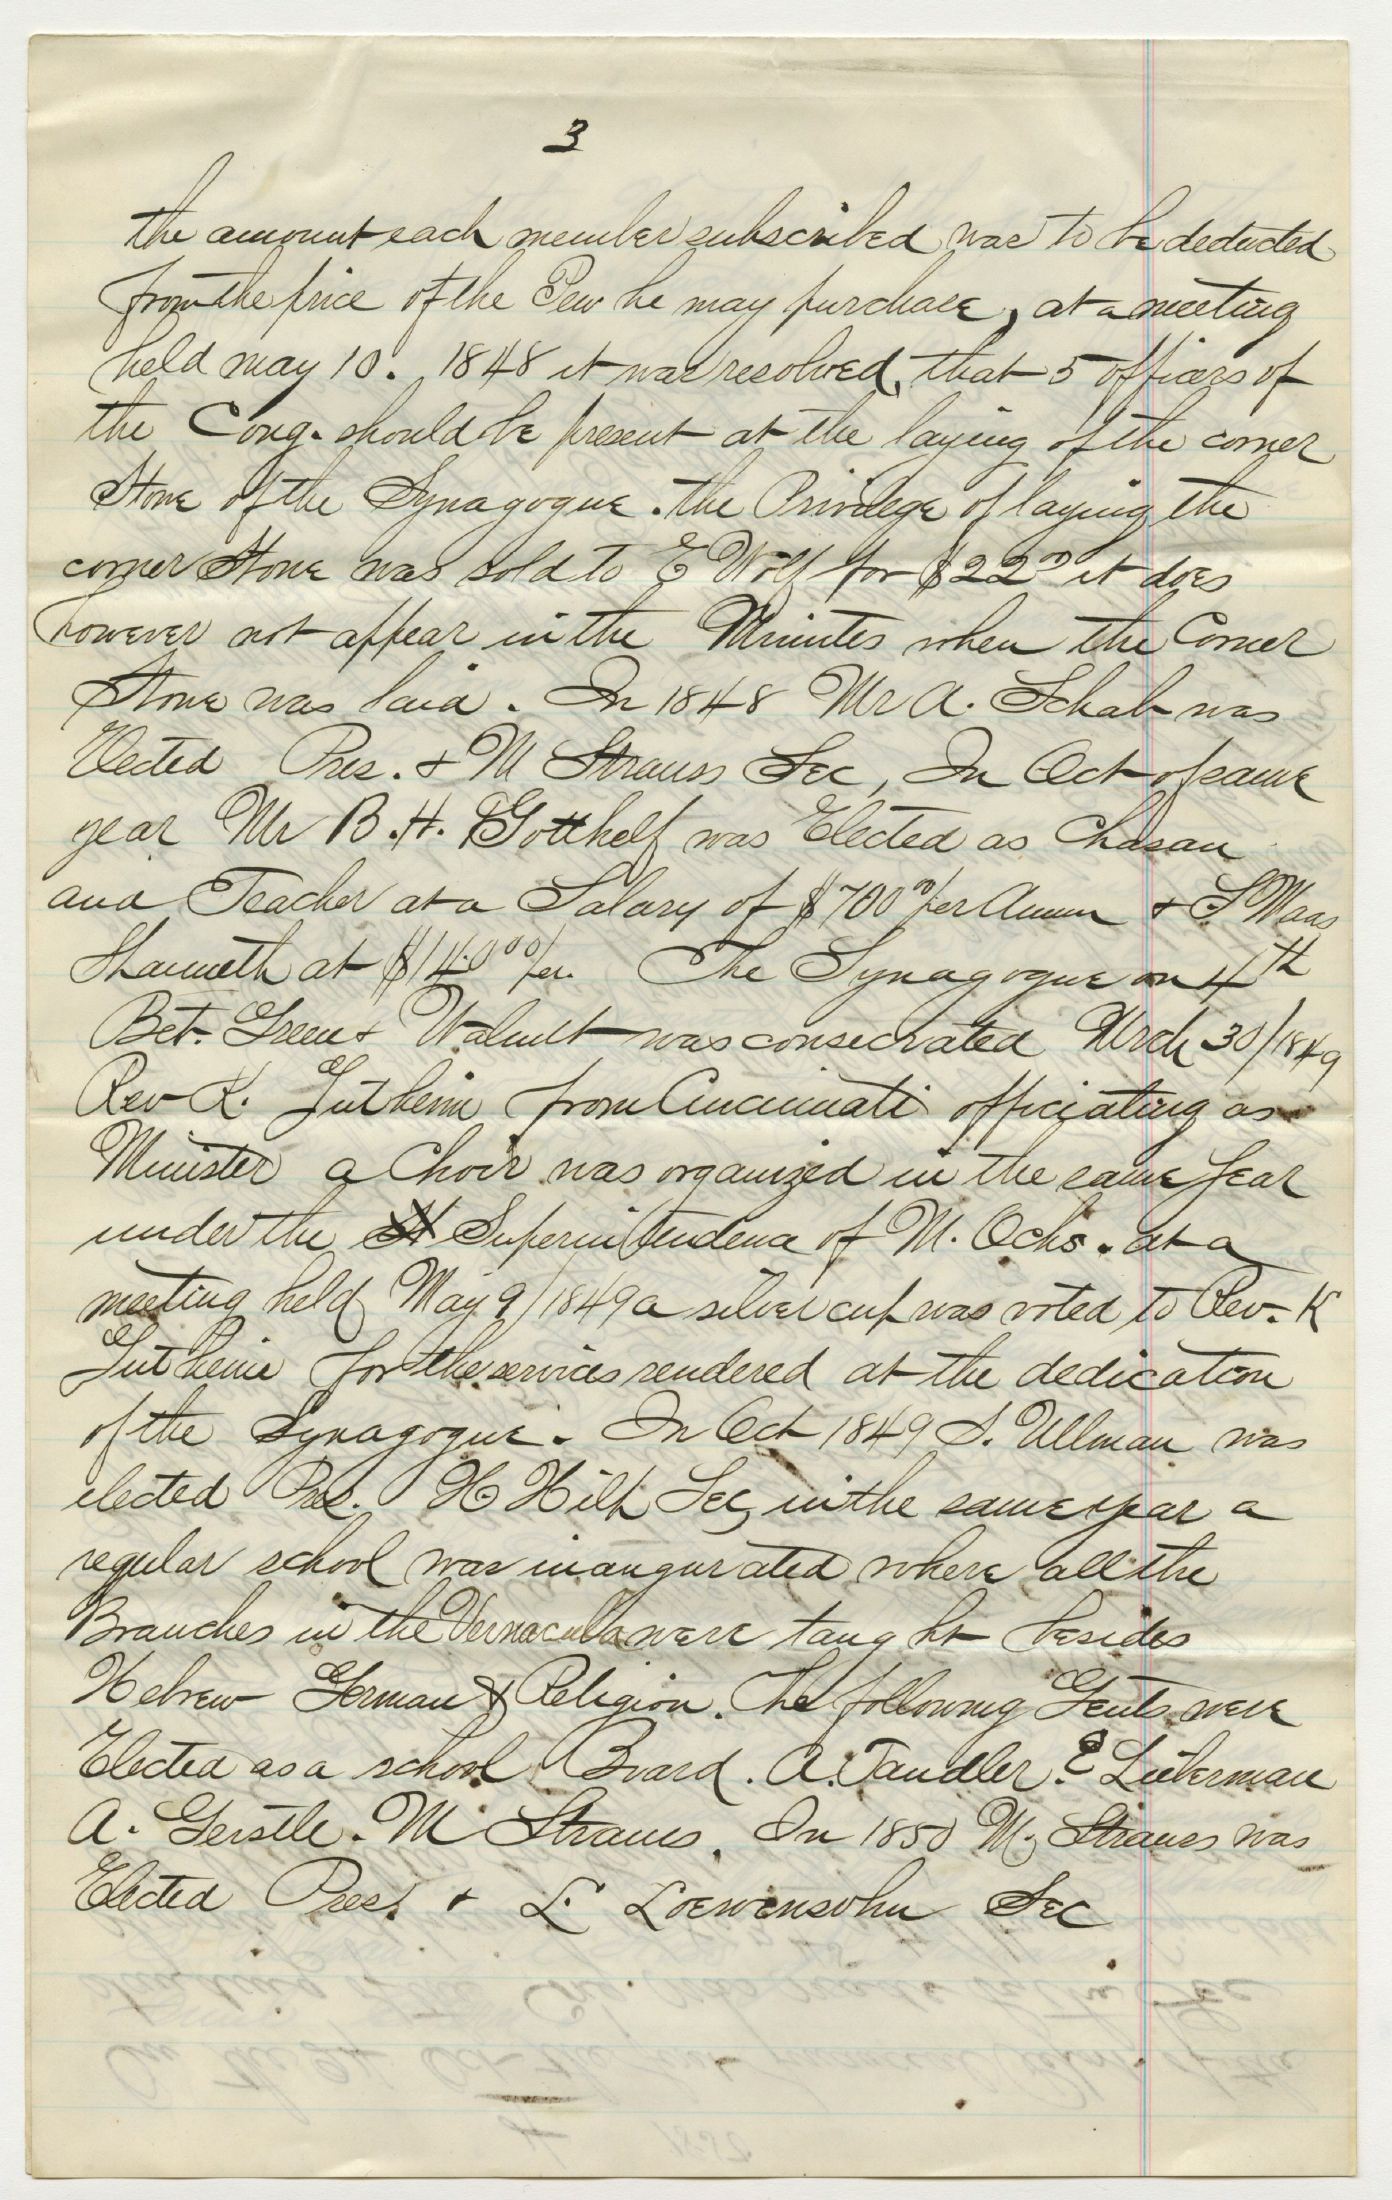 3
the amount each member subscribed was to be deducted
from the price of the Pew he may purchase, at a meeting
held may 10. 1848 it was resolved, that 5 officers of
the Cong. should be present at the laying of the corner
Stone of the Synagogue. the Privilege of laying the
corner Stone was sold to E Wolf for $22 00 it does
however not appear in the Minutes when the Corner
Stone was laid. In 1848 Mr A. Schab was
Elected Pres. & M Strauss Sec, In Oct of same
year Mr B. H. Gotthelf was Elected as Chasan
and Teacher at a Salary of $700 00/per Annum & S Maas
Shameth at $140 00/per. The Synagogue on 4th
Bet. Green & Walnutt was consecrated Mrch 30/1849
Rev K. Gutheim from Cincinnati officiating as
Minister a Choir was organized in the same Year
under the Superintendence of M. Ochs. at a
meeting held May 9/1849 a silver cup was voted to Rev. K
Gutheim for the services rendered at the dedication
of the Synagogue. In Oct 1849 S. Ullman was
elected Pres. H Hilp Sec, in the same year a
regular school was inaugurated where all the
Branches in the Vernacular were taught besides
Hebrew German & Religion. The following Gents were
Elected as a school Board. A. Tandler. E Lieberman
A. Gerstle. M Strauss. In 1850 M. Strauss was
Elected Pres. & L. Loewensohn Sec